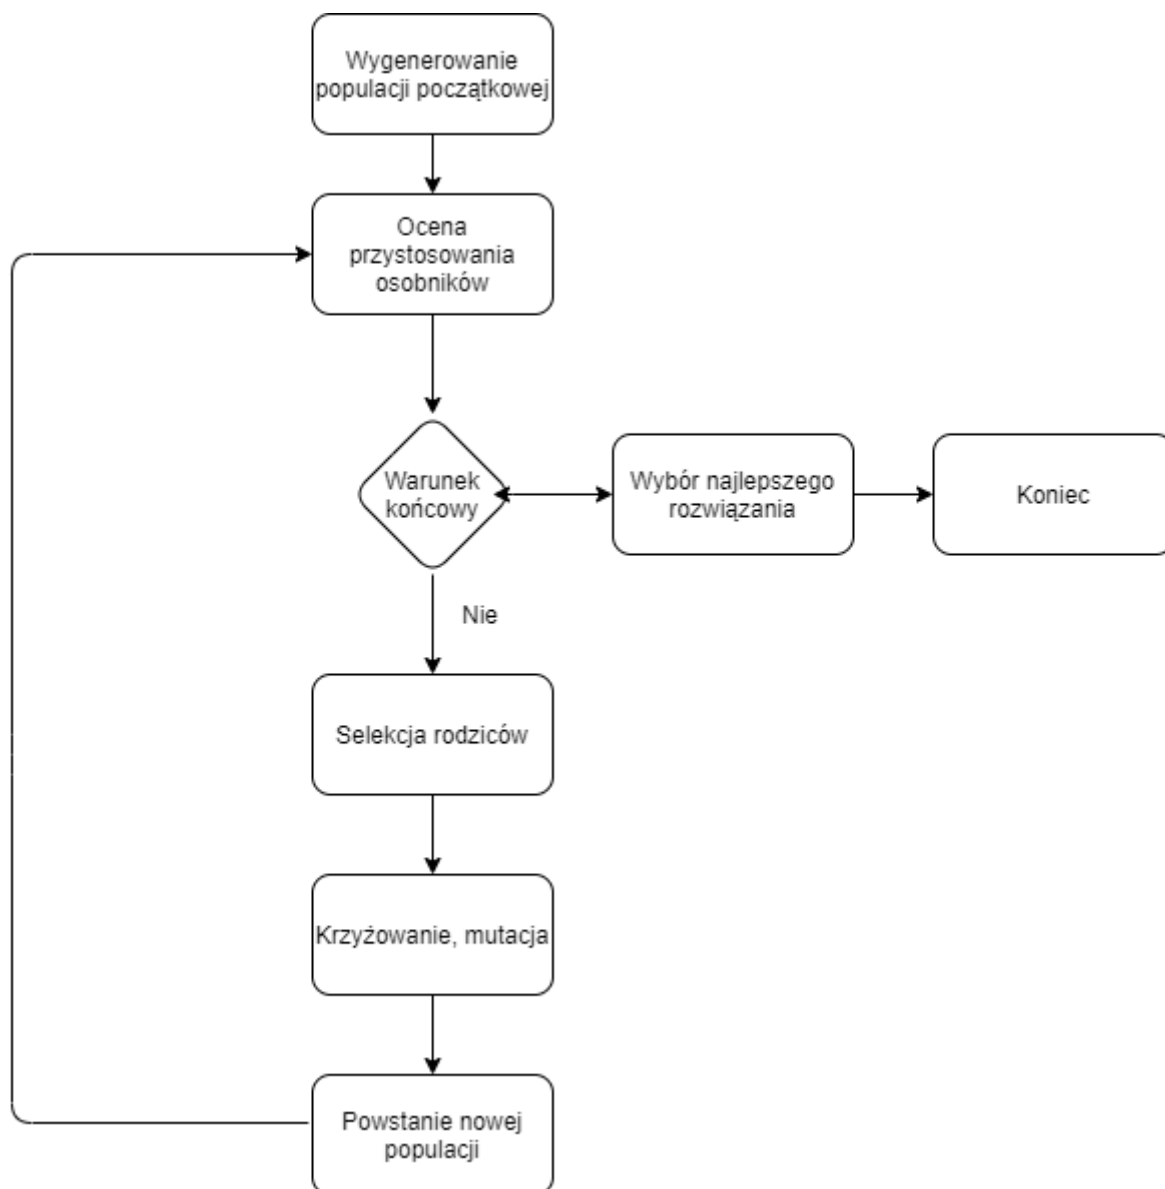 Wygenerowanie
populacji początkowej
Ocena
przystosowania
osobników
Warunek
końcowy
Wybór najlepszego
rozwiązania
Koniec
Nie
Selekcja rodziców
Krzyżowanie, mutacja
Powstanie nowej
populacji